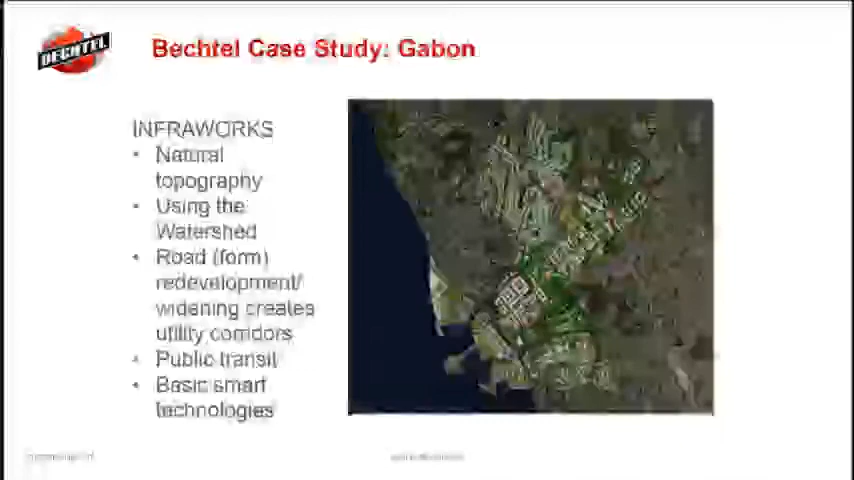 BECHTEL
Bechtel Case Study: Gabon
INFRAWORKS
• Natural
topography
• Using the
Watershed
• Road (form)
redevelopment/
widening creates
utility corridors
• Public transit
• Basic smart
technologies